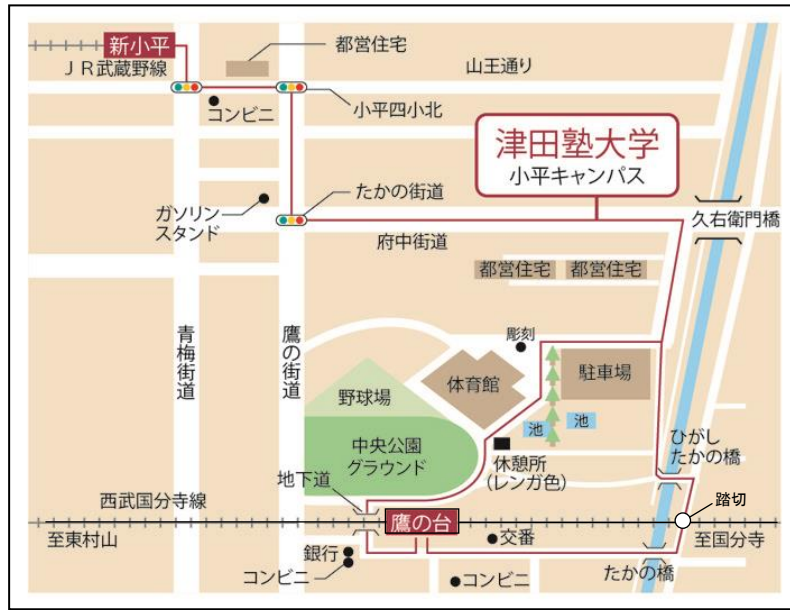 新小平
JR武蔵野線
都営住宅
山王通り
コンビニ
小平四小北
津田塾大学
小平キャンパス
ガソリン
スタンド
たかの街道
府中街道
久右衛門橋
都営住宅
都営住宅
青梅街道
鷹の街道
彫刻
体育館
駐車場
野球場
池
池
中央公園
グラウンド
休憩所
(レンガ色)
ひがし
たかの橋
地下道
西武国分寺線
踏切
鷹の台
至東村山
交番
至国分寺
銀行
コンビニ
コンビニ
たかの橋